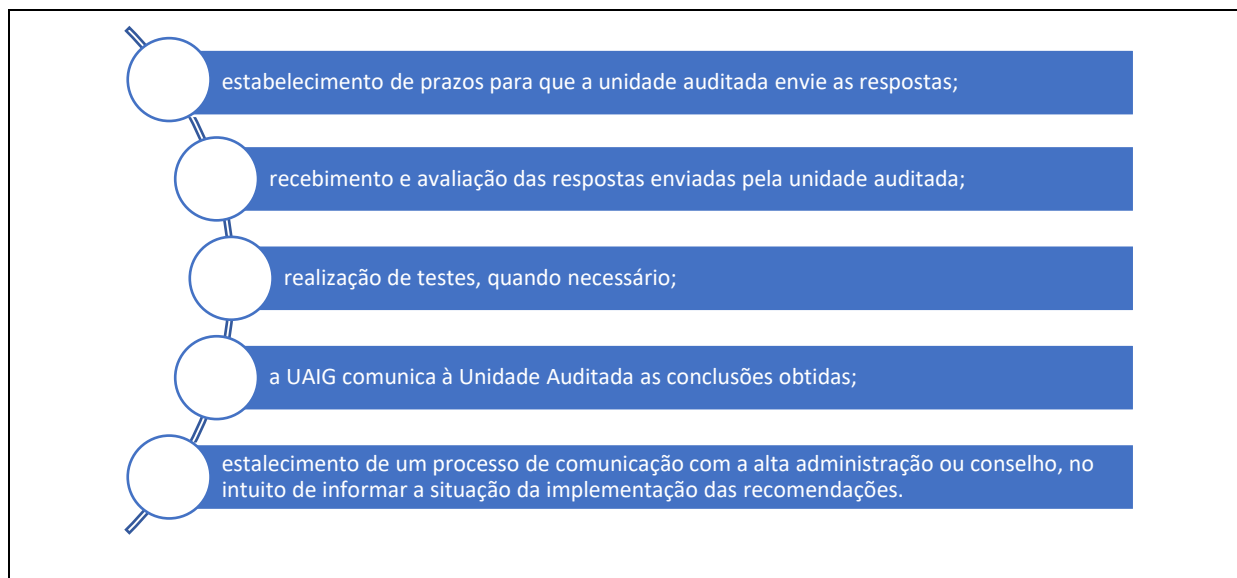 estabelecimento de prazos para que a unidade auditada envie as respostas;
recebimento e avaliação das respostas enviadas pela unidade auditada;
realização de testes, quando necessário;
a UAIG comunica à Unidade Auditada as conclusões obtidas;
estalecimento de um processo de comunicação com a alta administração ou conselho, no
intuito de informar a situação da implementação das recomendações.